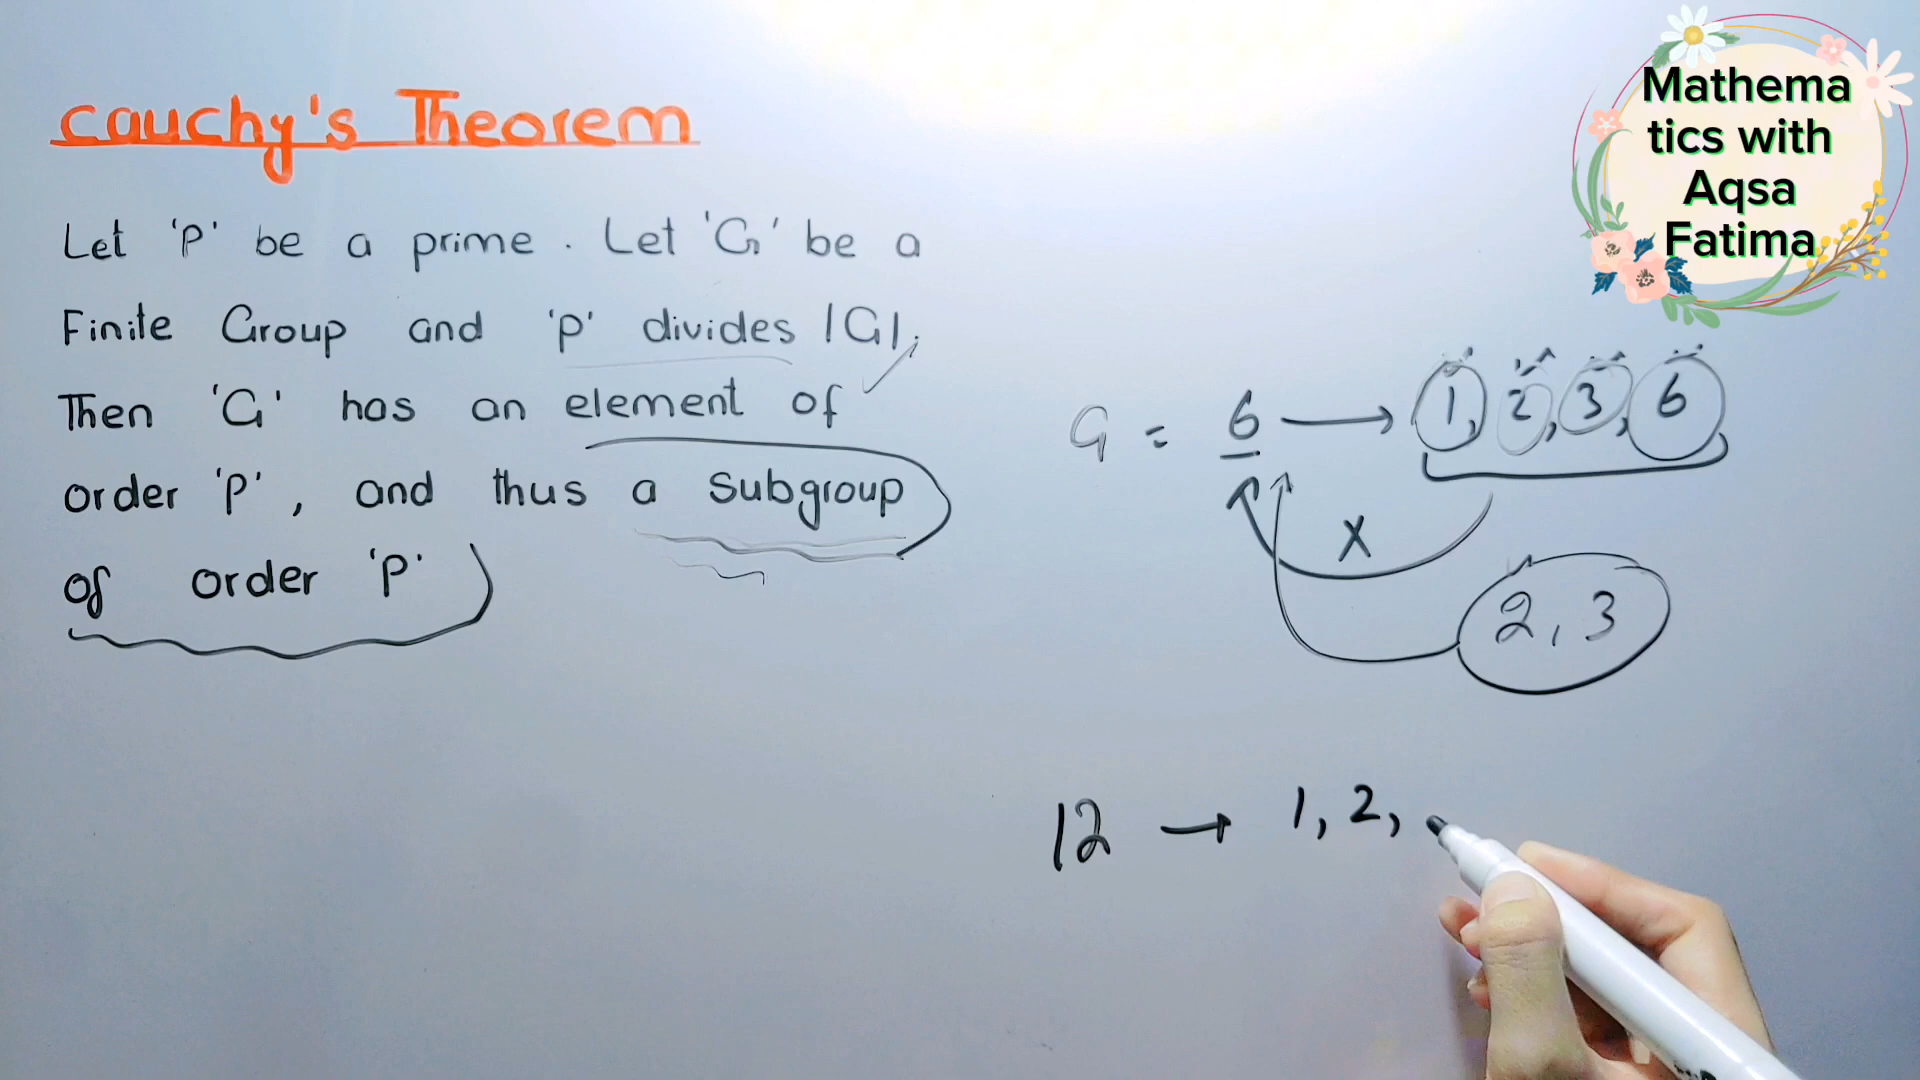 Cauchy's Theorem
Let 'P' be a prime. Let 'G' be a
Finite Group and 'P' divides |G|.
Then 'G' has an element of
order 'P', and thus a Subgroup
of order 'P'
Mathema
tics with
Aqsa
Fatima
G = 6 → 1, 2, 3, 6
X
2, 3
12 → 1, 2,